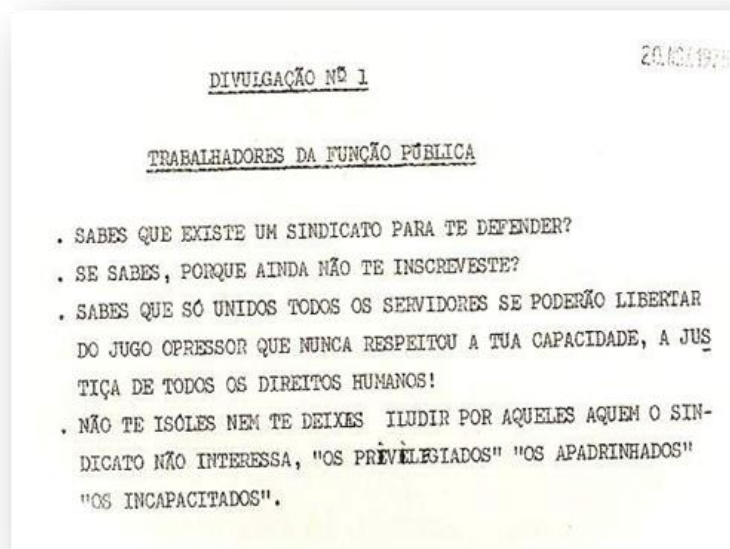 DIVULGAÇÃO Nº 1
TRABALHADORES DA FUNÇÃO PÚBLICA
. SABES QUE EXISTE UM SINDICATO PARA TE DEFENDER?
. SE SABES, PORQUE AINDA NÃO TE INSCREVESTE?
. SABES QUE SÓ UNIDOS TODOS OS SERVIDORES SE PODERÃO LIBERTAR
DO JUGO OPRESSOR QUE NUNCA RESPEITOU A TUA CAPACIDADE, A JUS
TIÇA DE TODOS OS DIREITOS HUMANOS!
. NÃO TE ISÓLES NEM TE DEIXES ILUDIR POR AQUELES AQUEM O SIN-
DICATO NÃO INTERESSA, "OS PRÈVÈLEGIADOS" "OS APADRINHADOS"
"OS INCAPACITADOS".